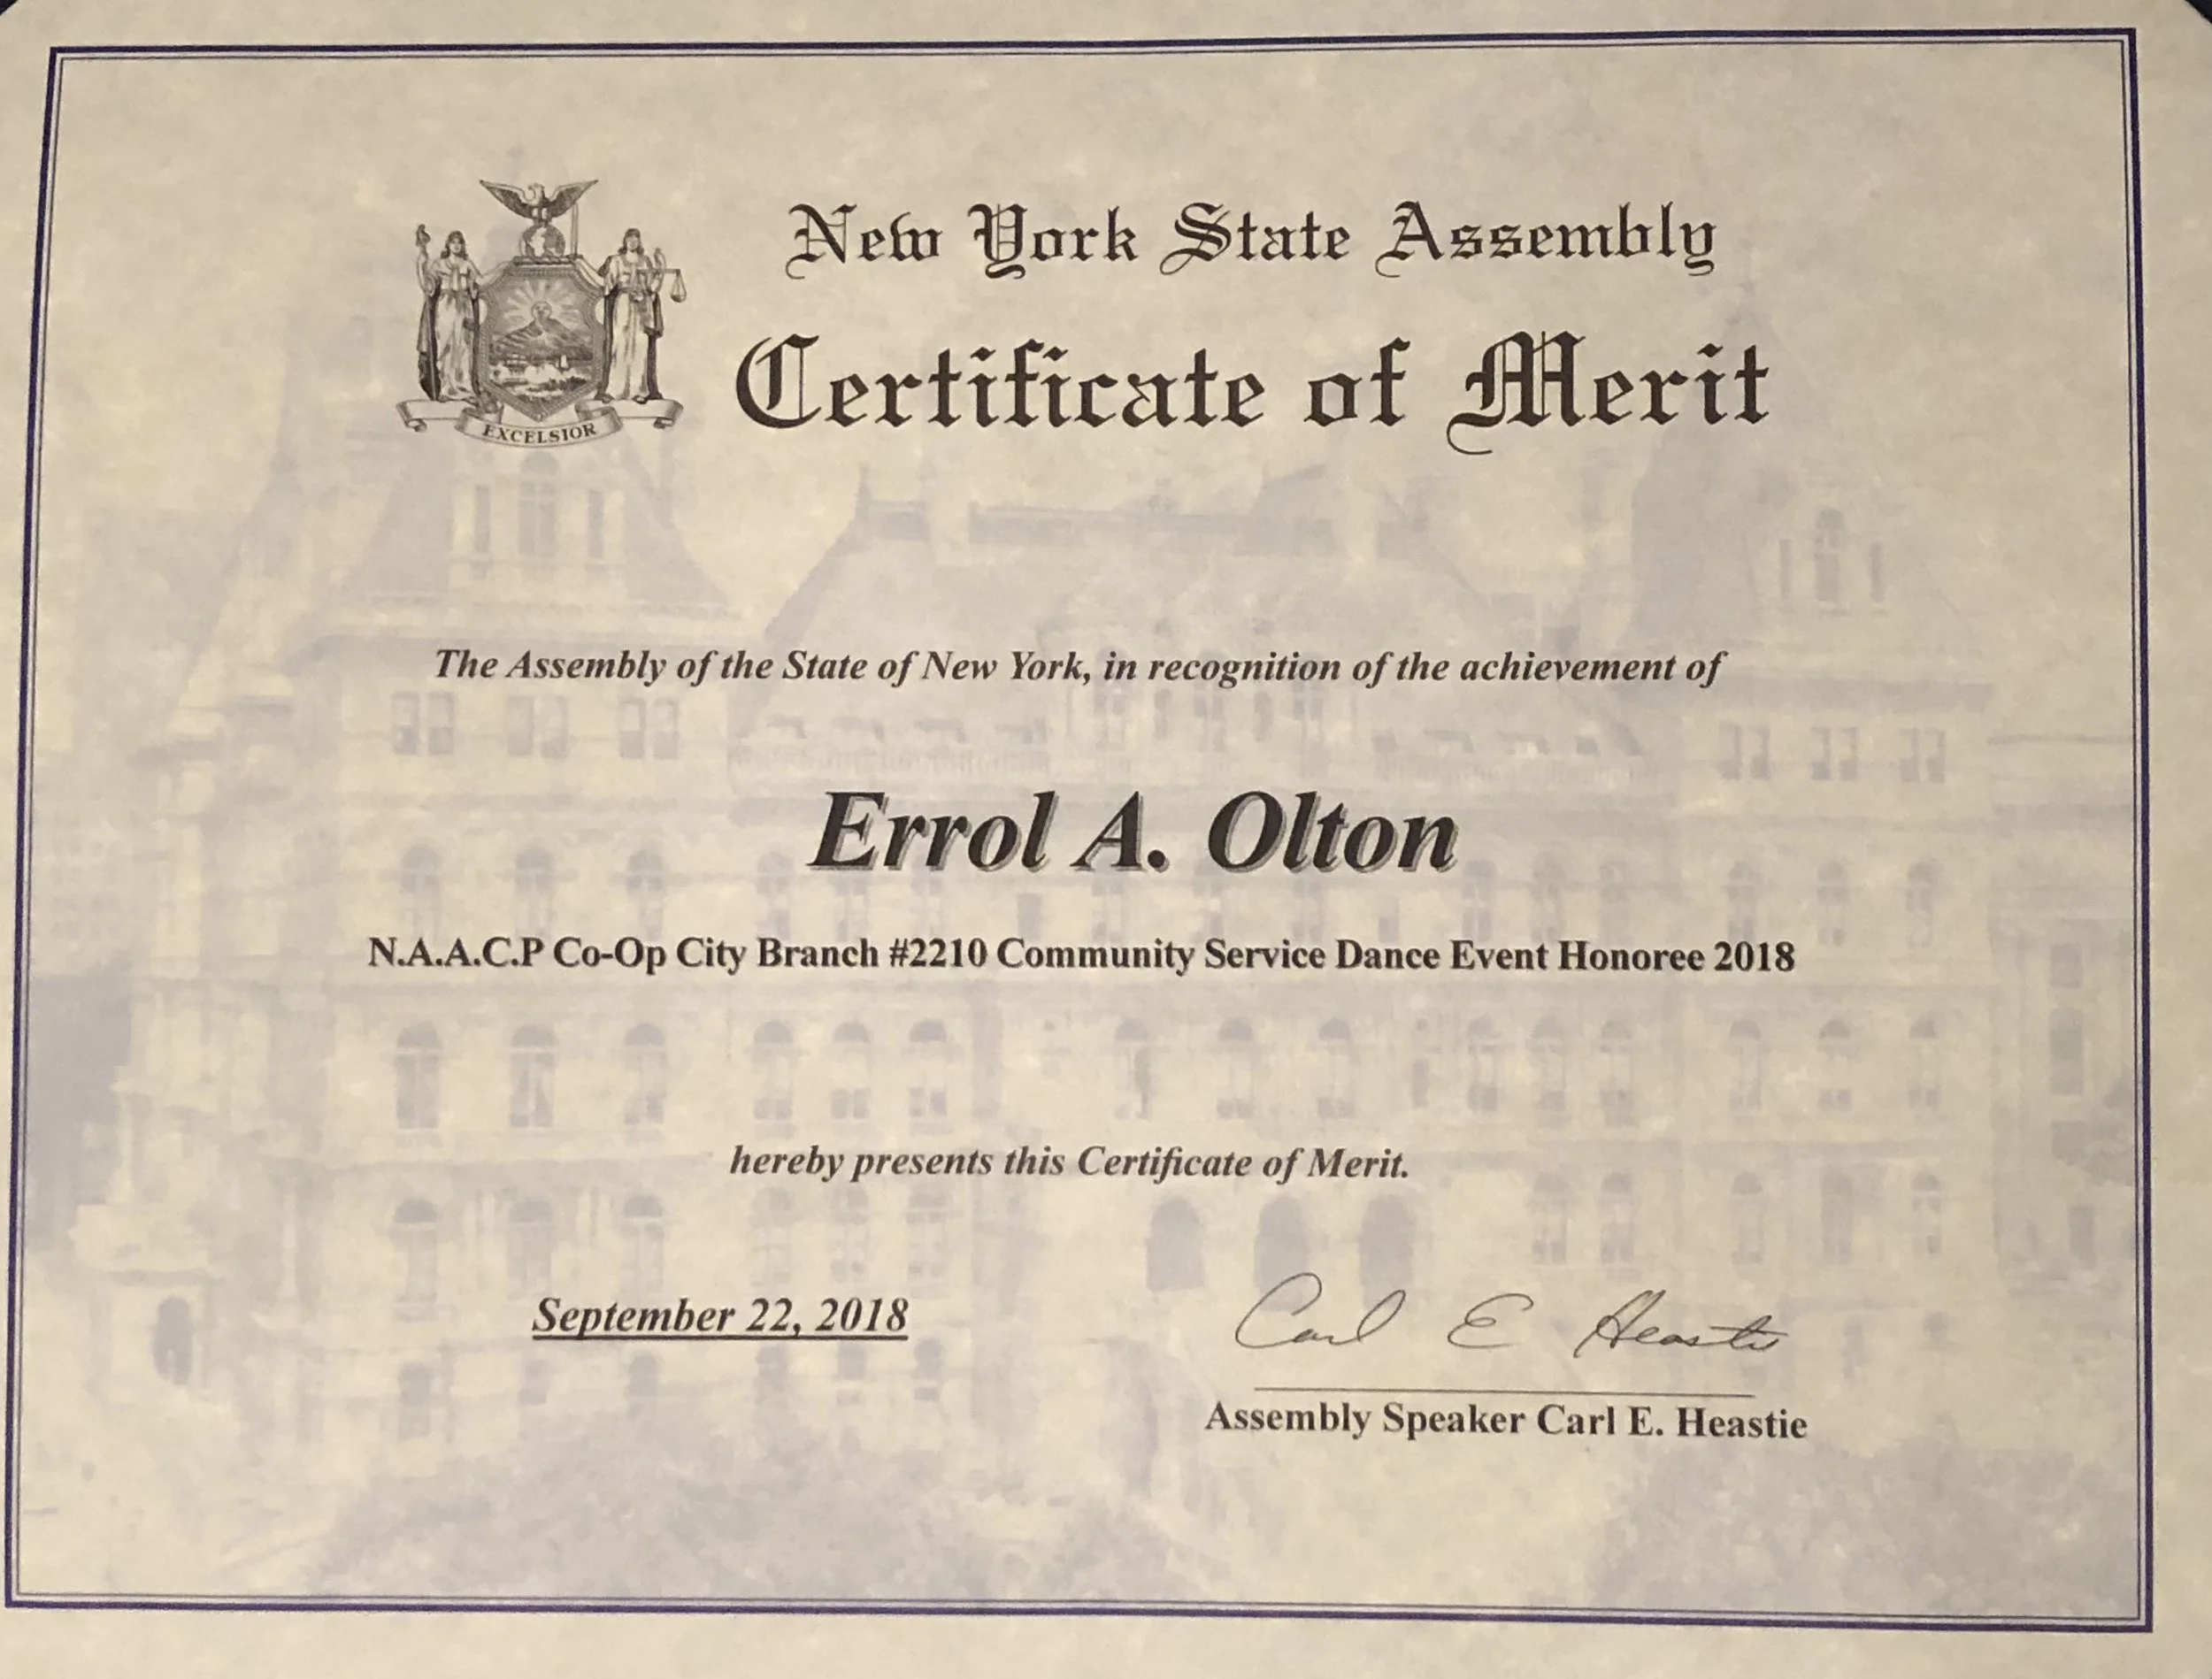 New York State Assembly
Certificate of Merit
EXCELSIOR
The Assembly of the State of New York, in recognition of the achievement of
Errol A. Olton
N.A.A.C.P Co-Op City Branch #2210 Community Service Dance Event Honoree 2018
hereby presents this Certificate of Merit.
September 22, 2018
Carl E Heastie
Assembly Speaker Carl E. Heastie